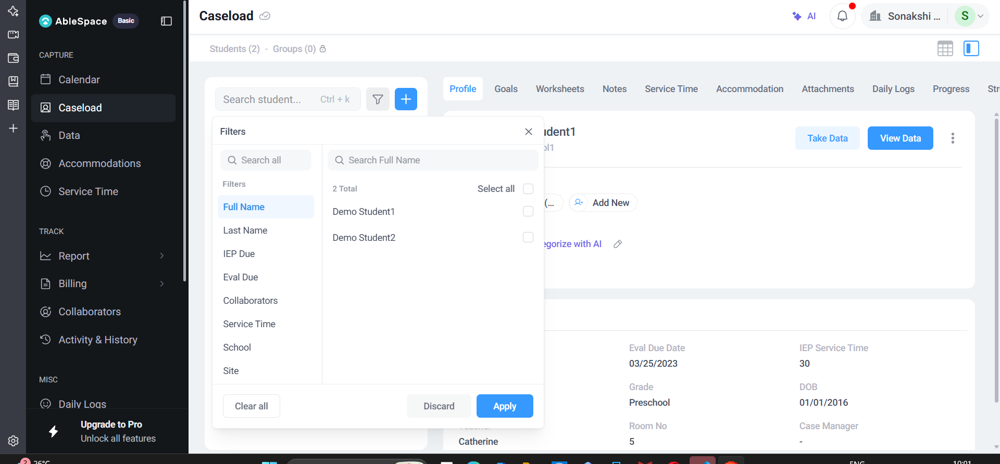 AbleSpace Basic
CAPTURE
Calendar
Caseload
Data
Accommodations
Service Time
TRACK
Report
Billing
Collaborators
Activity & History
MISC
Daily Logs
Upgrade to Pro
Unlock all features
Caseload
AI
Sonakshi ...
S
Students (2) - Groups (0)
Search student... Ctrl + k
Profile Goals Worksheets Notes Service Time Accommodation Attachments Daily Logs Progress Str
Filters
Search all
Filters
Full Name
Last Name
IEP Due
Eval Due
Collaborators
Service Time
School
Site
Search Full Name
2 Total Select all
Demo Student1
Demo Student2
Clear all Discard Apply
udent1
ol1
Take Data View Data
(... Add New
egorize with AI
Eval Due Date
03/25/2023
IEP Service Time
30
Grade
Preschool
DOB
01/01/2016
Catherine
Room No
5
Case Manager
-
2 26°C
ENG 10:01